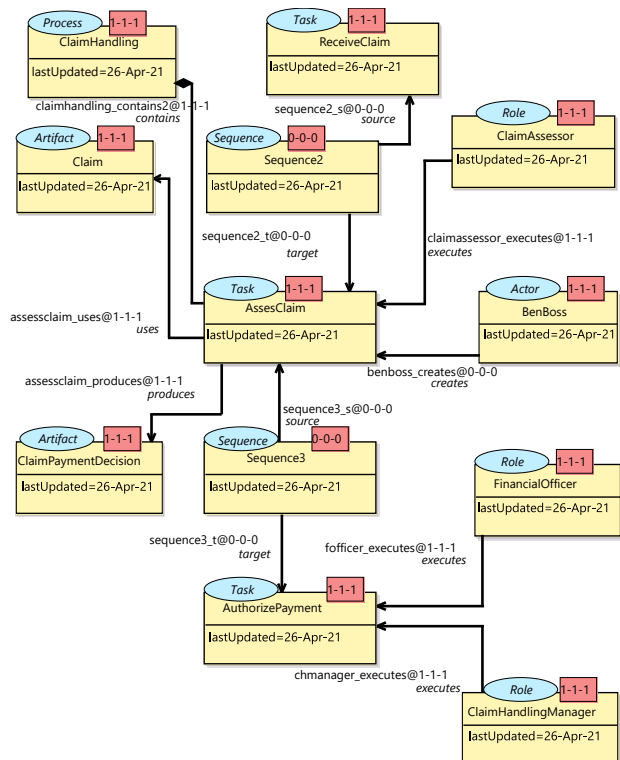 Process 1-1-1
ClaimHandling
lastUpdated=26-Apr-21
Task 1-1-1
ReceiveClaim
lastUpdated=26-Apr-21
claimhandling_contains2@1-1-1
contains
sequence2_s@0-0-0
source
Artifact 1-1-1
Claim
lastUpdated=26-Apr-21
Sequence 0-0-0
Sequence2
lastUpdated=26-Apr-21
Role 1-1-1
ClaimAssessor
lastUpdated=26-Apr-21
sequence2_t@0-0-0
target
claimassessor_executes@1-1-1
executes
Task 1-1-1
AssesClaim
lastUpdated=26-Apr-21
Actor 1-1-1
BenBoss
lastUpdated=26-Apr-21
assessclaim_uses@1-1-1
uses
benboss_creates@0-0-0
creates
assessclaim_produces@1-1-1
produces
sequence3_s@0-0-0
source
Artifact 1-1-1
ClaimPaymentDecision
lastUpdated=26-Apr-21
Sequence 0-0-0
Sequence3
lastUpdated=26-Apr-21
Role 1-1-1
FinancialOfficer
lastUpdated=26-Apr-21
sequence3_t@0-0-0
target
fofficer_executes@1-1-1
executes
Task 1-1-1
AuthorizePayment
lastUpdated=26-Apr-21
chmanager_executes@1-1-1
executes
Role 1-1-1
ClaimHandlingManager
lastUpdated=26-Apr-21